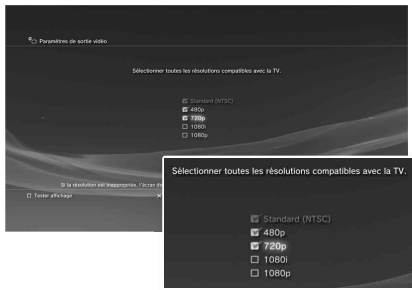 Paramètres de sortie vidéo
Sélectionner toutes les résolutions compatibles avec la TV.
Standard (NTSC)
480p
720p
1080i
1080p
Si la résolution est inappropriée, l'écran de
Tester affichage
Sélectionner toutes les résolutions compatibles avec la TV.
Standard (NTSC)
480p
720p
1080i
1080p